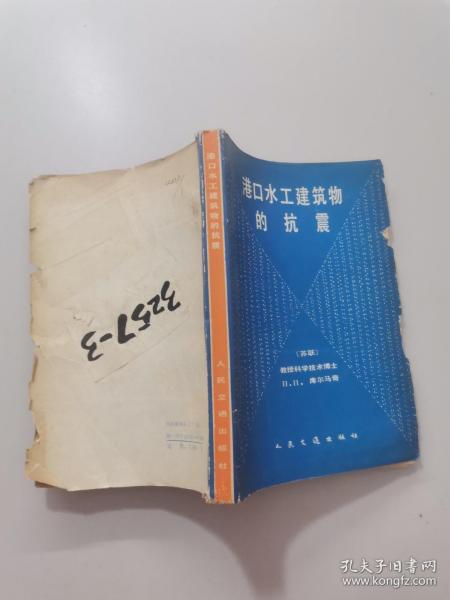 港口水工建筑物
的抗震
〔苏联〕
教授科学技术博士
П.П. 库尔马奇
人民交通出版社
港口水工建筑物的抗震
人民交通出版社
3257-3
孔夫子旧书网
www.kongfz.com